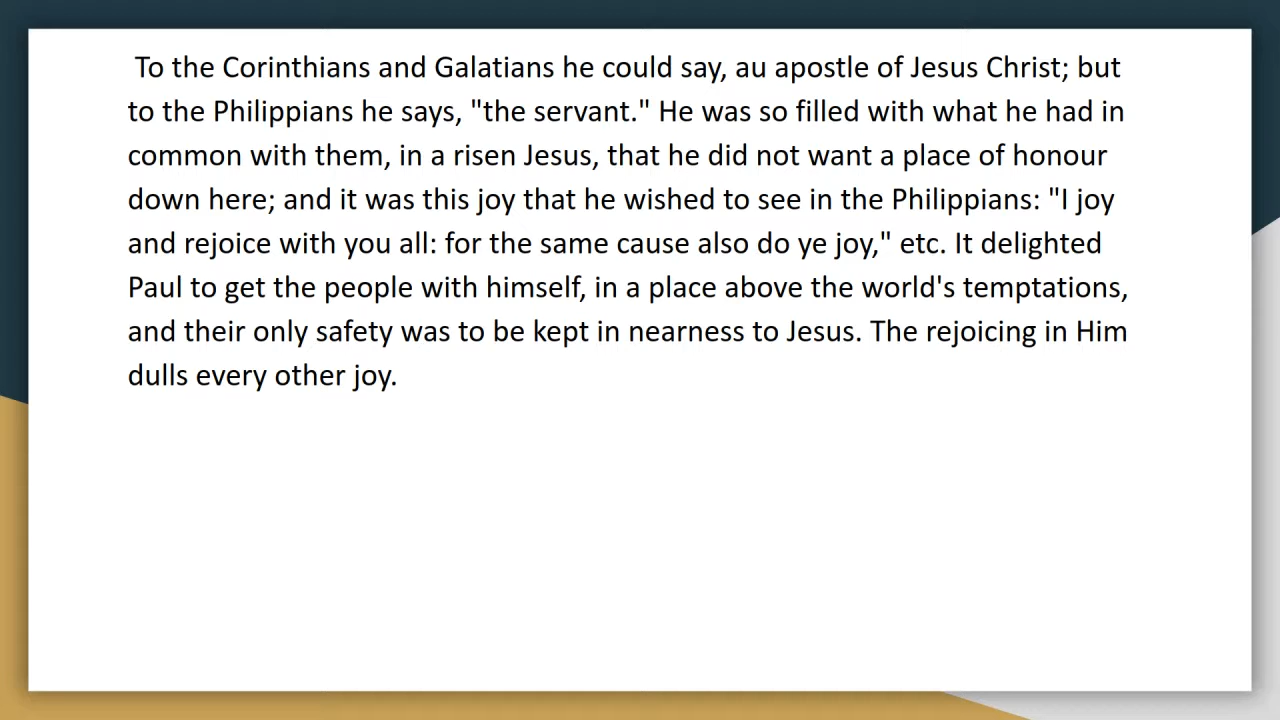 To the Corinthians and Galatians he could say, au apostle of Jesus Christ; but
to the Philippians he says, "the servant." He was so filled with what he had in
common with them, in a risen Jesus, that he did not want a place of honour
down here; and it was this joy that he wished to see in the Philippians: "I joy
and rejoice with you all: for the same cause also do ye joy," etc. It delighted
Paul to get the people with himself, in a place above the world's temptations,
and their only safety was to be kept in nearness to Jesus. The rejoicing in Him
dulls every other joy.